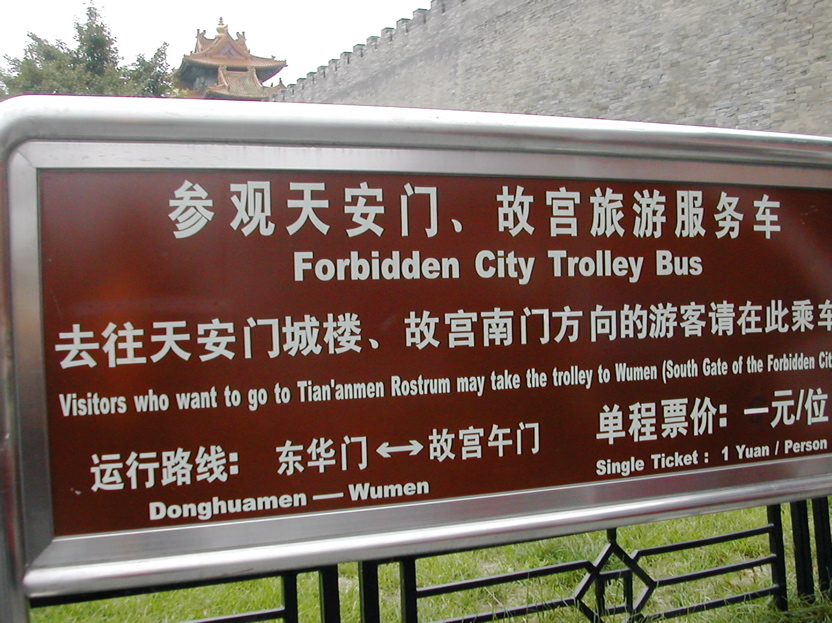 参观天安门、故宫旅游服务车
Forbidden City Trolley Bus
去往天安门城楼、故宫南门方向的游客请在此乘车
Visitors who want to go to Tian'anmen Rostrum may take the trolley to Wumen (South Gate of the Forbidden Cit
运行路线: 东华门↔故宫午门
Donghuamen — Wumen
单程票价: 一元/位
Single Ticket : 1 Yuan / Person